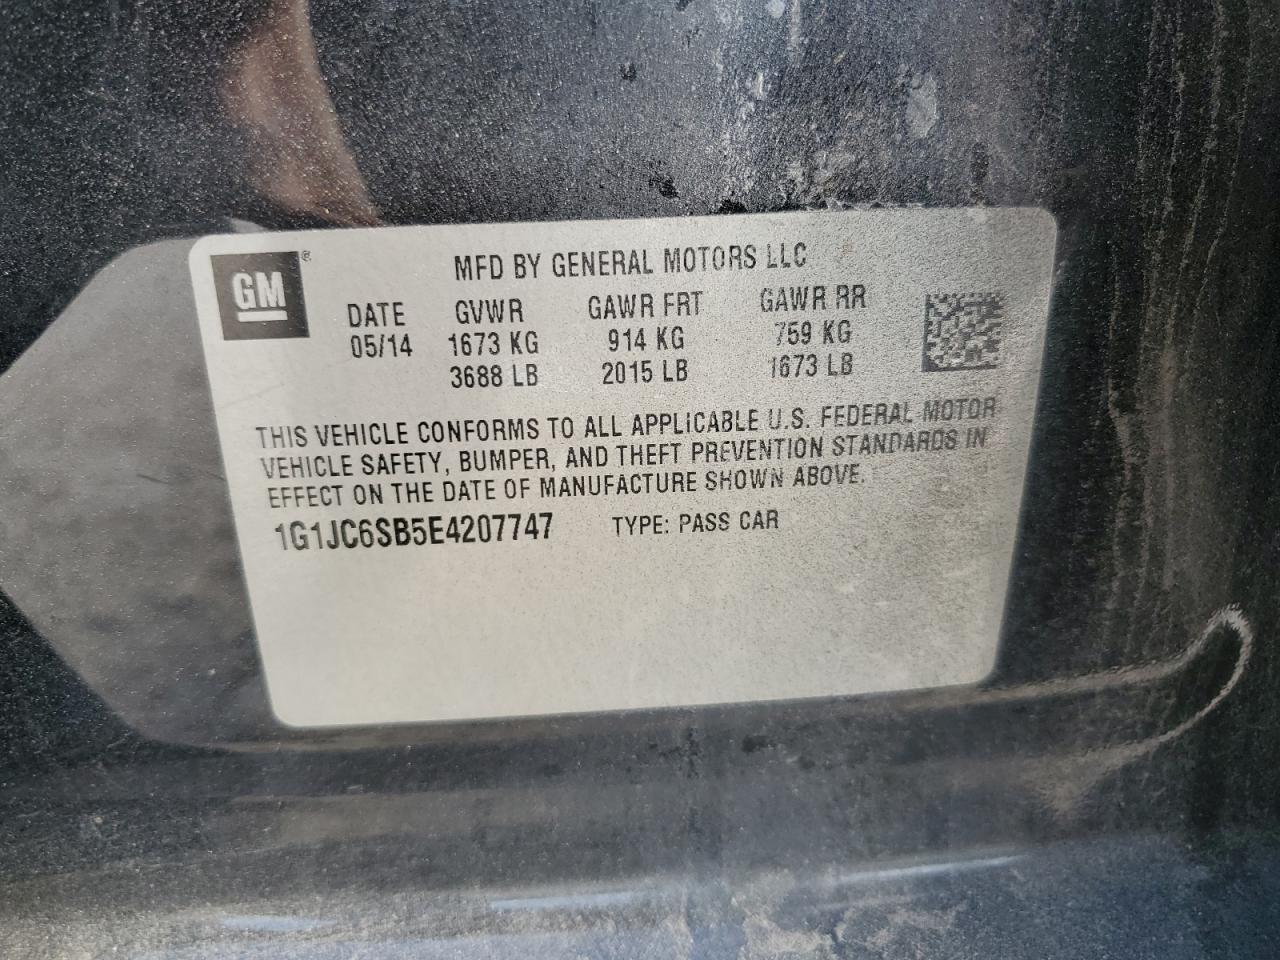 GM ®
MFD BY GENERAL MOTORS LLC
DATE GVWR GAWR FRT GAWR RR
05/14 1673 KG 914 KG 759 KG
3688 LB 2015 LB 1673 LB
THIS VEHICLE CONFORMS TO ALL APPLICABLE U.S. FEDERAL MOTOR
VEHICLE SAFETY, BUMPER, AND THEFT PREVENTION STANDARDS IN
EFFECT ON THE DATE OF MANUFACTURE SHOWN ABOVE.
1G1JC6SB5E4207747 TYPE: PASS CAR